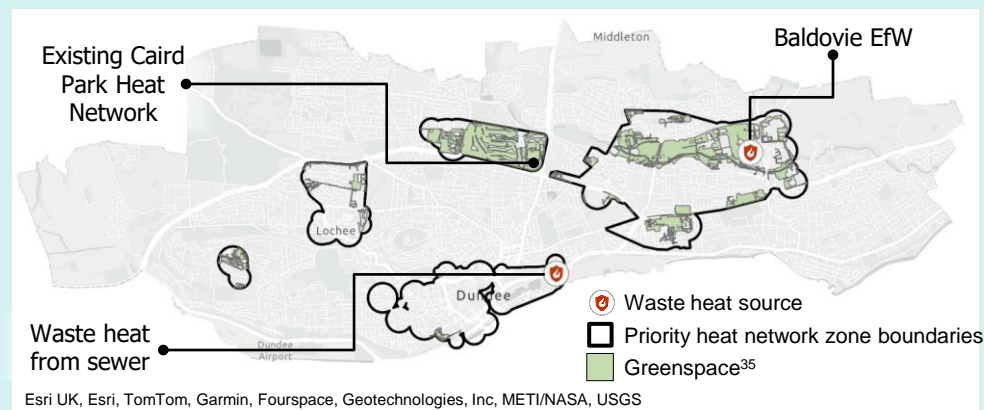 Middleton
Baldovie EfW
Existing Caird
Park Heat
Network
Lochee
Dundee
Waste heat
from sewer
Dundee
Airport
Waste heat source
Priority heat network zone boundaries
Greenspace³⁵
Esri UK, Esri, TomTom, Garmin, Fourspace, Geotechnologies, Inc, METI/NASA, USGS